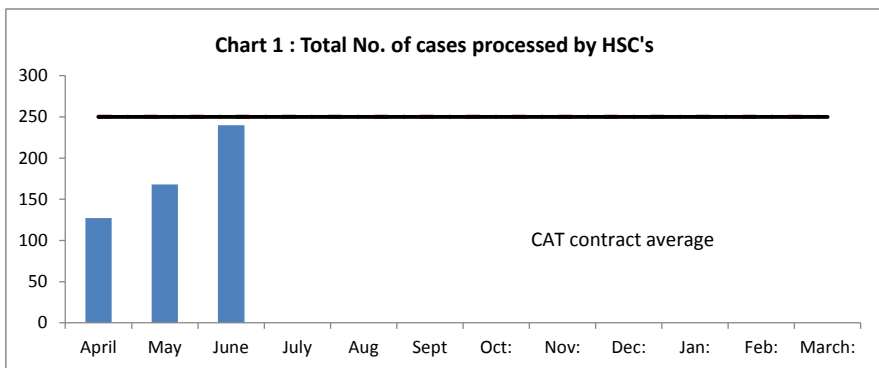 Chart 1 : Total No. of cases processed by HSC's
300
250
200
150
100
50
0
CAT contract average
April May June July Aug Sept Oct: Nov: Dec: Jan: Feb: March: